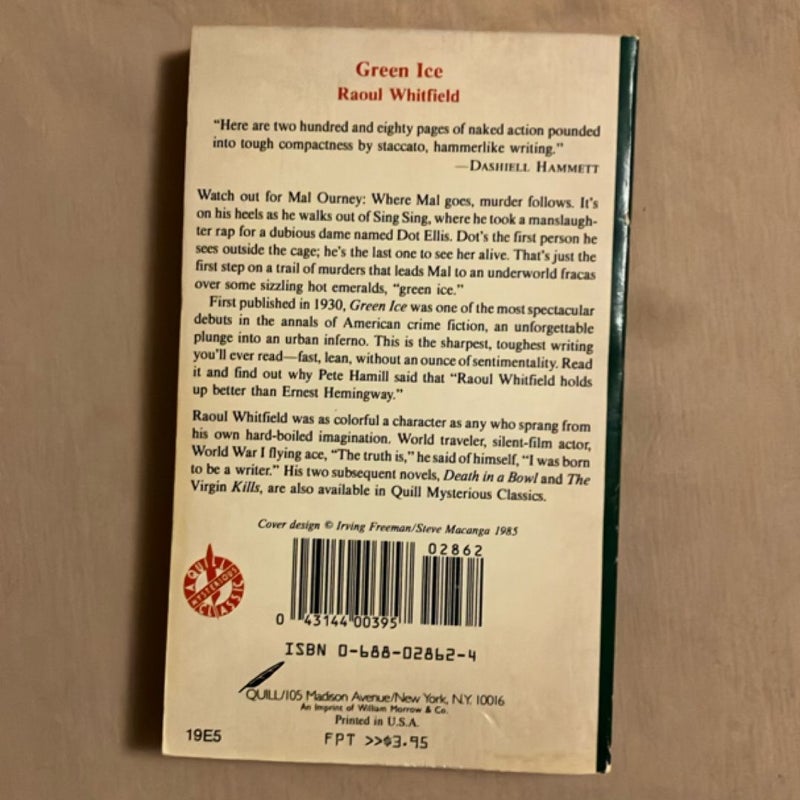 Green Ice
Raoul Whitfield
“Here are two hundred and eighty pages of naked action pounded
into tough compactness by staccato, hammerlike writing.”
—DASHIELL HAMMETT
Watch out for Mal Ourney: Where Mal goes, murder follows. It's
on his heels as he walks out of Sing Sing, where he took a manslaugh-
ter rap for a dubious dame named Dot Ellis. Dot's the first person he
sees outside the cage; he's the last one to see her alive. That's just the
first step on a trail of murders that leads Mal to an underworld fracas
over some sizzling hot emeralds, “green ice.”
First published in 1930, Green Ice was one of the most spectacular
debuts in the annals of American crime fiction, an unforgettable
plunge into an urban inferno. This is the sharpest, toughest writing
you'll ever read—fast, lean, without an ounce of sentimentality. Read
it and find out why Pete Hamill said that “Raoul Whitfield holds
up better than Ernest Hemingway.”
Raoul Whitfield was as colorful a character as any who sprang from
his own hard-boiled imagination. World traveler, silent-film actor,
World War I flying ace, “The truth is,” he said of himself, “I was born
to be a writer.” His two subsequent novels, Death in a Bowl and The
Virgin Kills, are also available in Quill Mysterious Classics.
Cover design © Irving Freeman/Steve Macanga 1985
02862
QUILL
MYSTERIOUS
CLASSIC
0 43144 00395
ISBN 0-688-02862-4
QUILL/105 Madison Avenue/New York, N.Y. 10016
An Imprint of William Morrow & Co.
Printed in U.S.A.
19E5
FPT >>$3.95